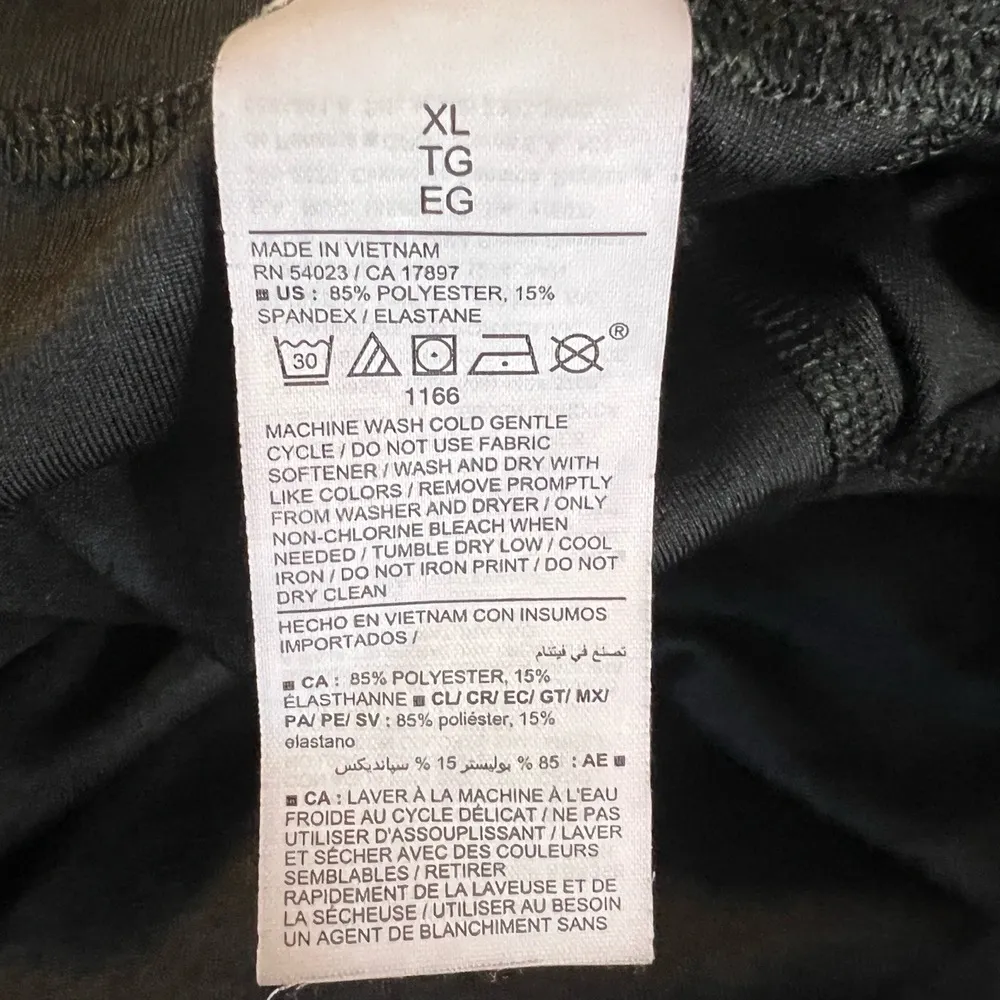 XL
TG
EG
MADE IN VIETNAM
RN 54023 / CA 17897
US : 85% POLYESTER, 15%
SPANDEX / ELASTANE
30
®
1166
MACHINE WASH COLD GENTLE
CYCLE / DO NOT USE FABRIC
SOFTENER / WASH AND DRY WITH
LIKE COLORS / REMOVE PROMPTLY
FROM WASHER AND DRYER / ONLY
NON-CHLORINE BLEACH WHEN
NEEDED / TUMBLE DRY LOW / COOL
IRON / DO NOT IRON PRINT / DO NOT
DRY CLEAN
HECHO EN VIETNAM CON INSUMOS
IMPORTADOS /
تصنع في فيتنام
CA : 85% POLYESTER, 15%
ÉLASTHANNE CL/ CR/ EC/ GT/ MX/
PA/ PE/ SV : 85% poliéster, 15%
elastano
AE : 85 % بوليستر 15 % سبانديكس
CA : LAVER À LA MACHINE À L'EAU
FROIDE AU CYCLE DÉLICAT / NE PAS
UTILISER D'ASSOUPLISSANT / LAVER
ET SÉCHER AVEC DES COULEURS
SEMBLABLES / RETIRER
RAPIDEMENT DE LA LAVEUSE ET DE
LA SÉCHEUSE / UTILISER AU BESOIN
UN AGENT DE BLANCHIMENT SANS